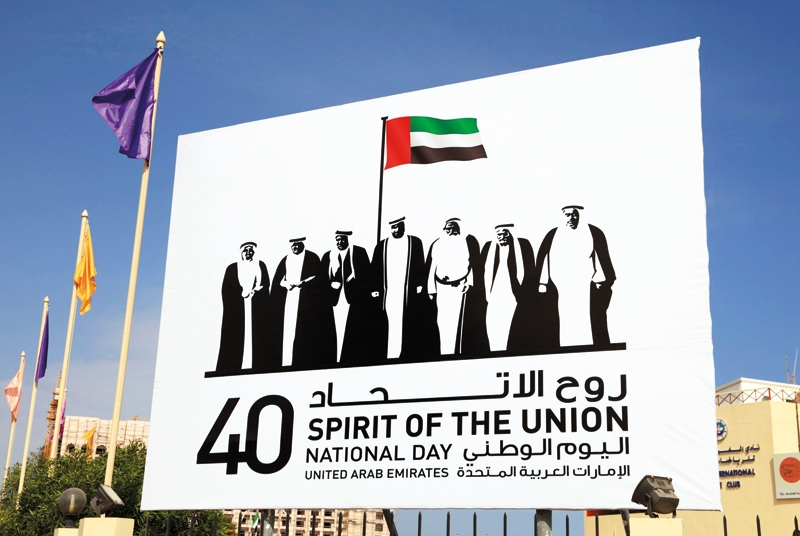 40
روح الاتحاد
SPIRIT OF THE UNION
NATIONAL DAY اليوم الوطني
UNITED ARAB EMIRATES الإمارات العربية المتحدة